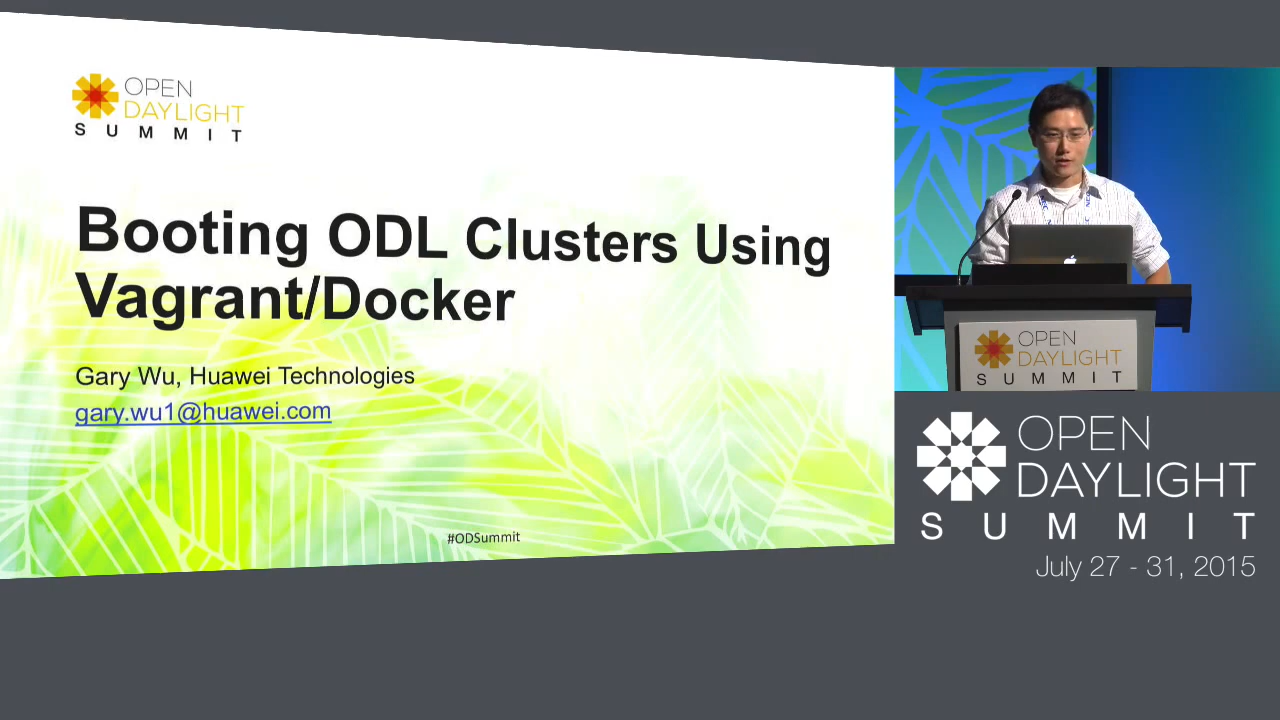 OPEN
DAYLIGHT
SUMMIT
Booting ODL Clusters Using
Vagrant/Docker
Gary Wu, Huawei Technologies
gary.wu1@huawei.com
#ODSummit
OPEN
DAYLIGHT
SUMMIT
OPEN
DAYLIGHT
SUMMIT
July 27 - 31, 2015